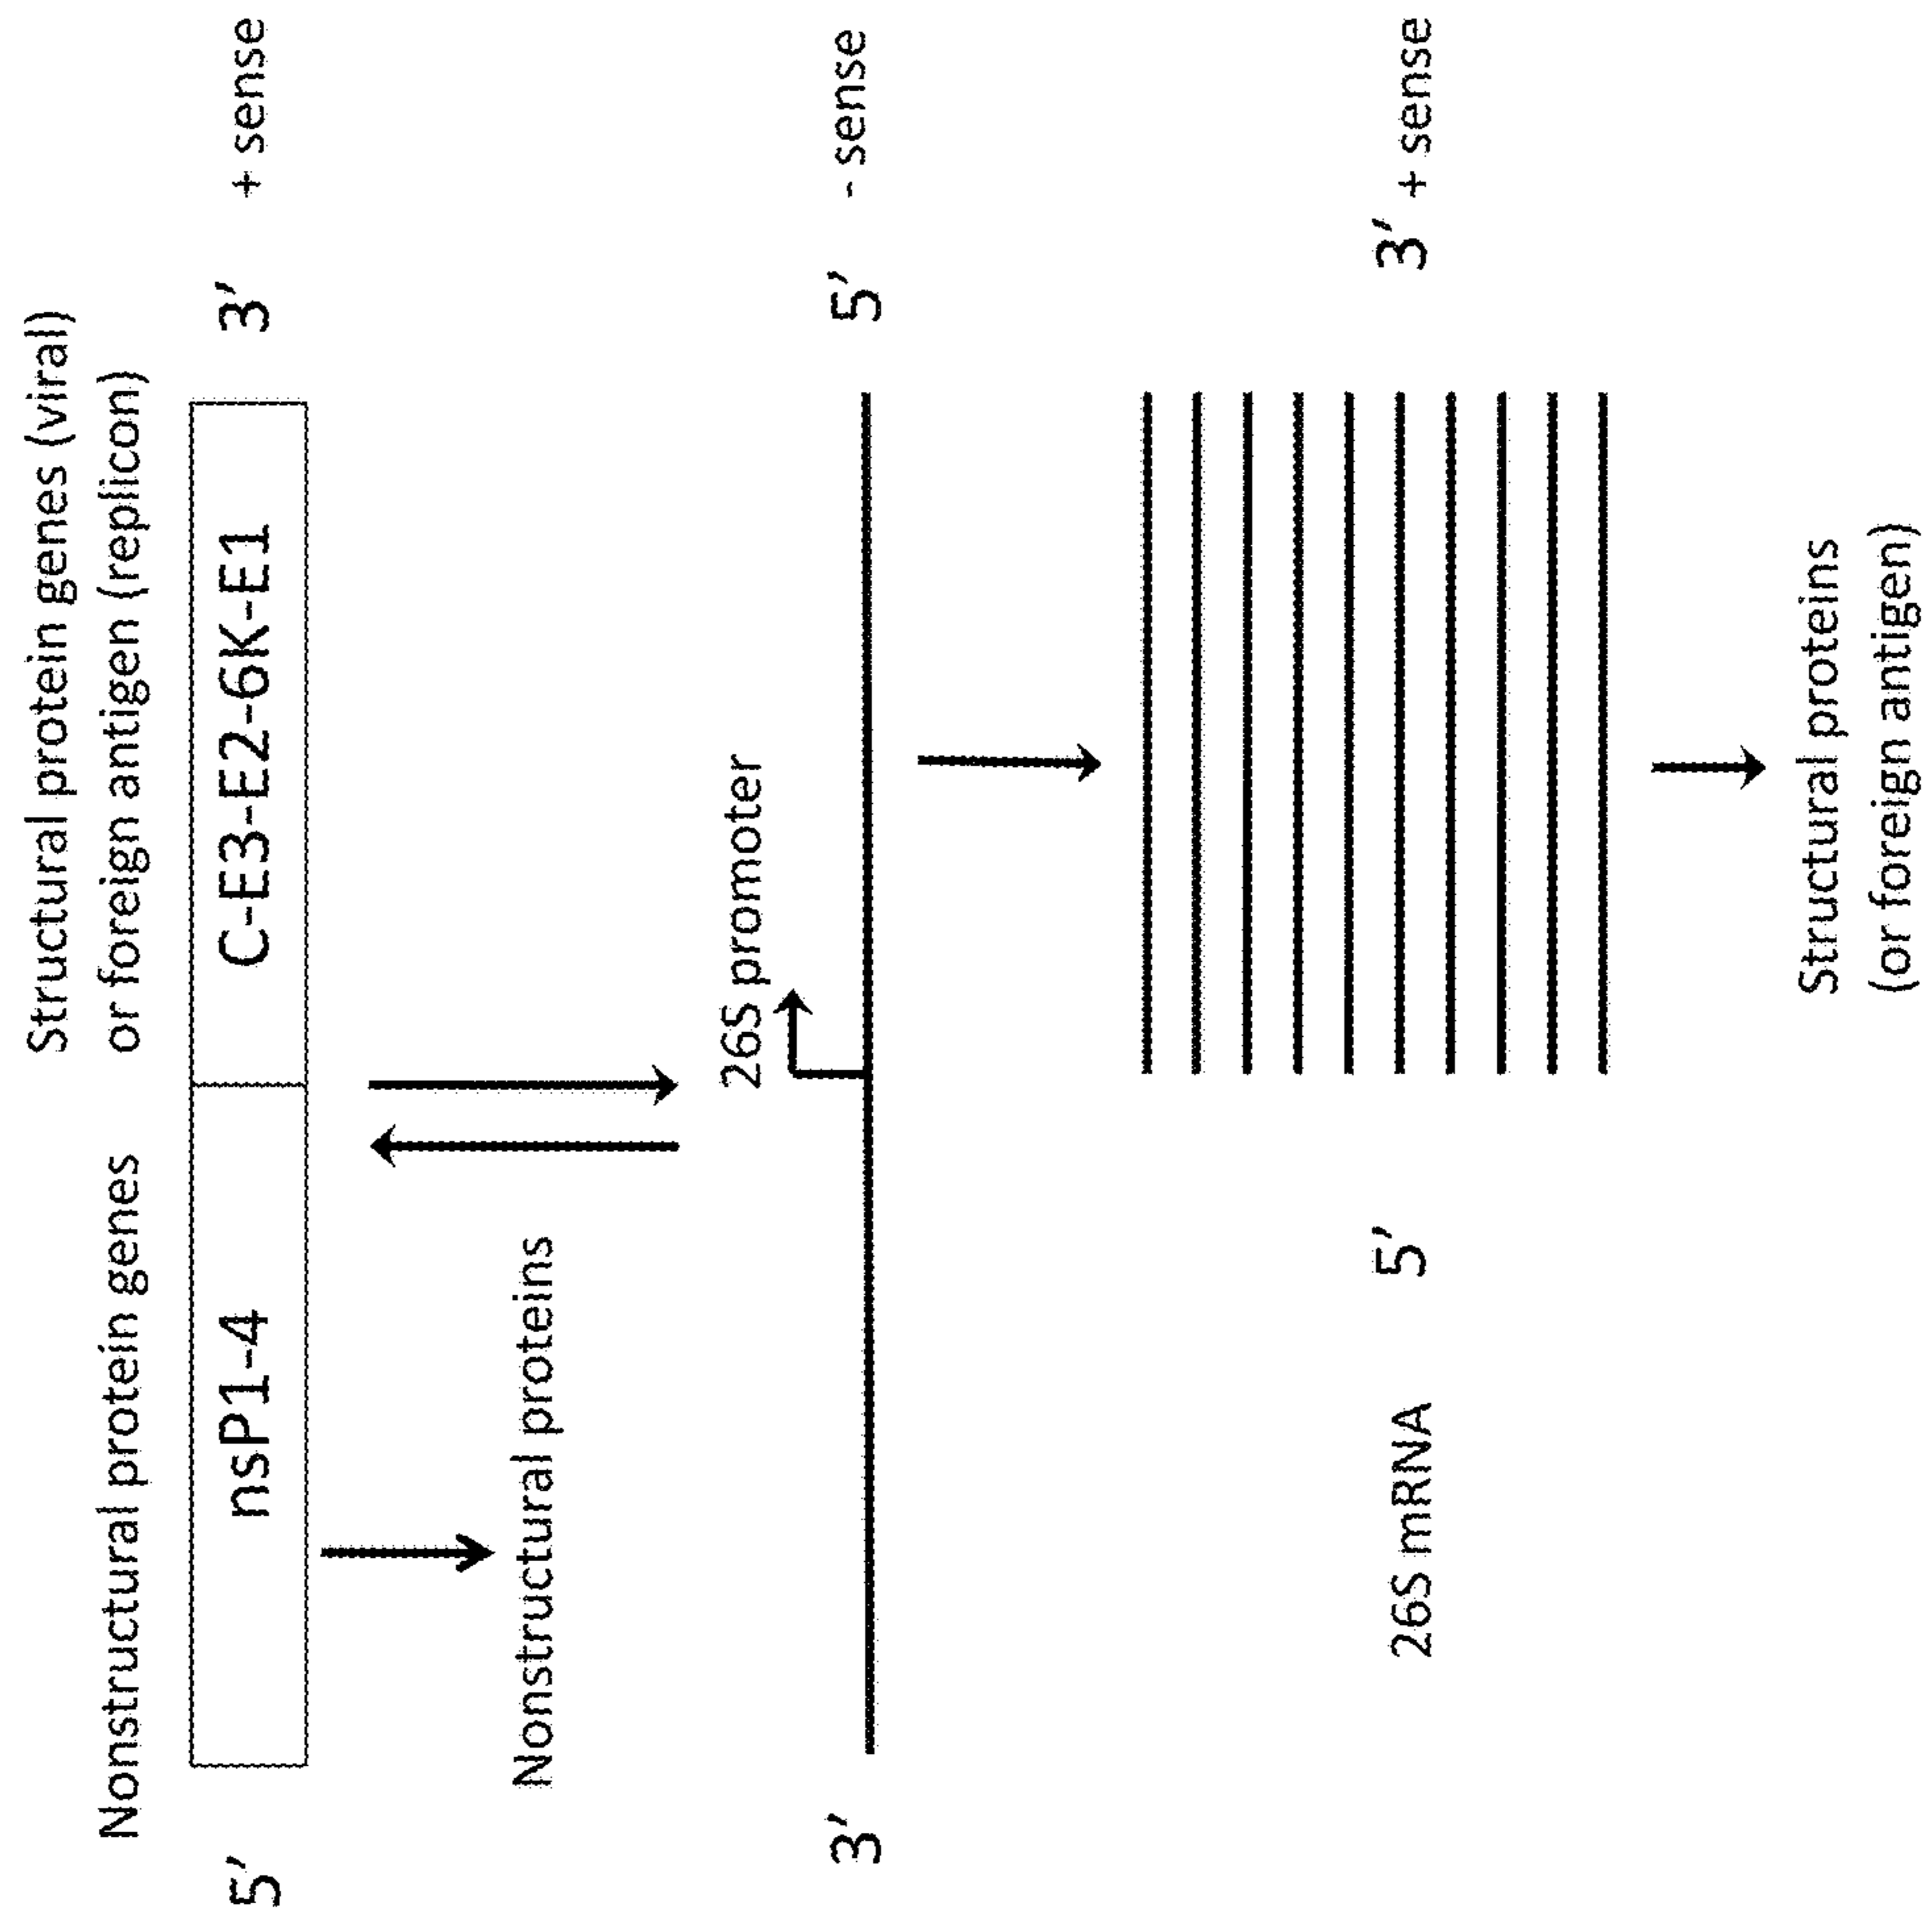 Structural protein genes (viral)
Nonstructural protein genes
or foreign antigen (replicon)
5′
nsP1-4
C-E3-E2-6K-E1
3′
+ sense
Nonstructural proteins
26S promoter
3′
5′
- sense
26S mRNA
5′
3′
+ sense
Structural proteins
(or foreign antigen)